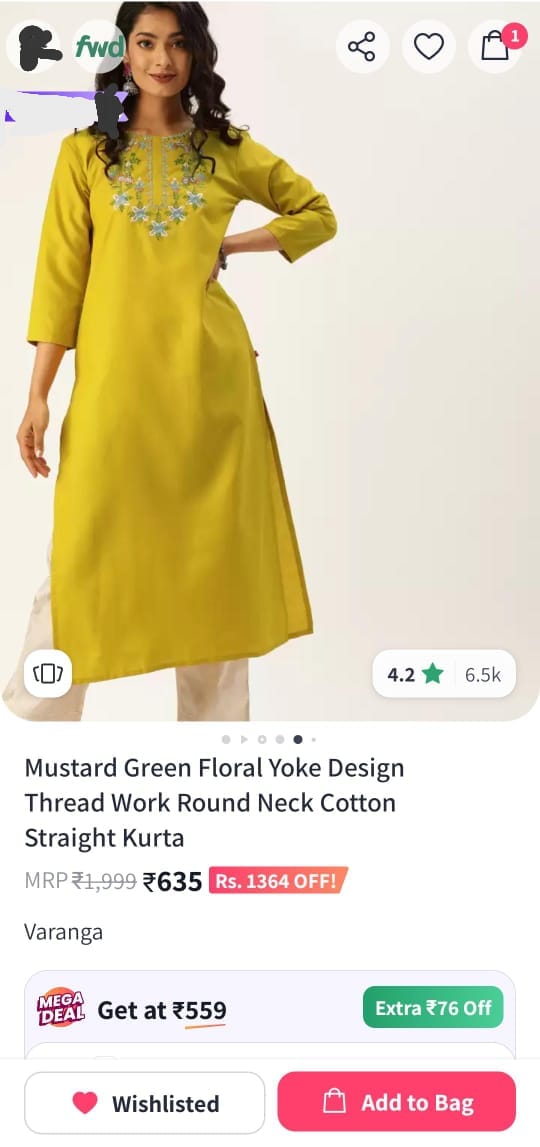 fwd
1
4.2 6.5k
Mustard Green Floral Yoke Design
Thread Work Round Neck Cotton
Straight Kurta
MRP ₹1,999 ₹635 Rs. 1364 OFF!
Varanga
MEGA
DEAL
Get at ₹559
Extra ₹76 Off
Wishlisted
Add to Bag